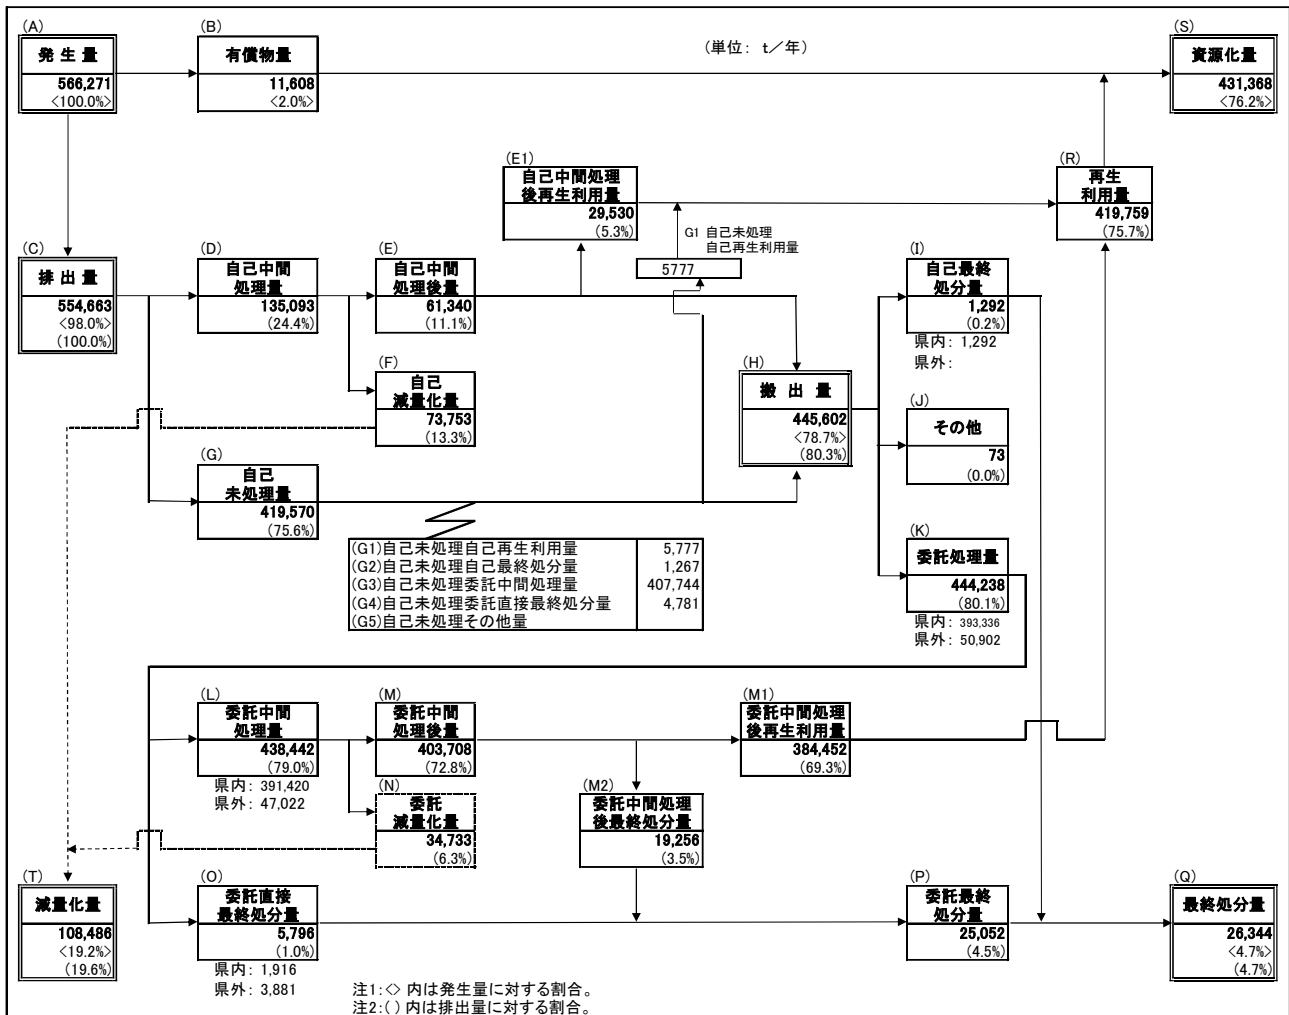 (A)
発 生 量
566,271
<100.0%>
(B)
有償物量
11,608
<2.0%>
(単位： t／年)
(S)
資源化量
431,368
<76.2%>
(E1)
自己中間処理
後再生利用量
29,530
(5.3%)
(R)
再生
利用量
419,759
(75.7%)
G1 自己未処理
自己再生利用量
5777
(C)
排 出 量
554,663
<98.0%>
(100.0%)
(D)
自己中間
処理量
135,093
(24.4%)
(E)
自己中間
処理後量
61,340
(11.1%)
(I)
自己最終
処分量
1,292
(0.2%)
県内： 1,292
県外：
(F)
自己
減量化量
73,753
(13.3%)
(H)
搬 出 量
445,602
<78.7%>
(80.3%)
(J)
その他
73
(0.0%)
(G)
自己
未処理量
419,570
(75.6%)
(G1)自己未処理自己再生利用量 5,777
(G2)自己未処理自己最終処分量 1,267
(G3)自己未処理委託中間処理量 407,744
(G4)自己未処理委託直接最終処分量 4,781
(G5)自己未処理その他量
(K)
委託処理量
444,238
(80.1%)
県内： 393,336
県外： 50,902
(L)
委託中間
処理量
438,442
(79.0%)
県内： 391,420
県外： 47,022
(M)
委託中間
処理後量
403,708
(72.8%)
(M1)
委託中間処理
後再生利用量
384,452
(69.3%)
(N)
委託
減量化量
34,733
(6.3%)
(M2)
委託中間処理
後最終処分量
19,256
(3.5%)
(T)
減量化量
108,486
<19.2%>
(19.6%)
(O)
委託直接
最終処分量
5,796
(1.0%)
県内： 1,916
県外： 3,881
(P)
委託最終
処分量
25,052
(4.5%)
(Q)
最終処分量
26,344
<4.7%>
(4.7%)
注1：<> 内は発生量に対する割合。
注2：( ) 内は排出量に対する割合。